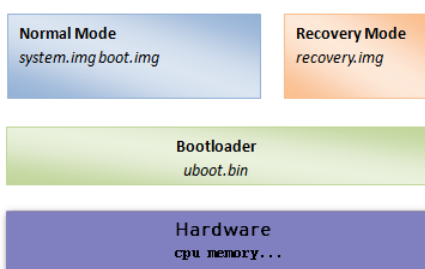 Normal Mode
system.img boot.img
Recovery Mode
recovery.img
Bootloader
uboot.bin
Hardware
cpu memory...